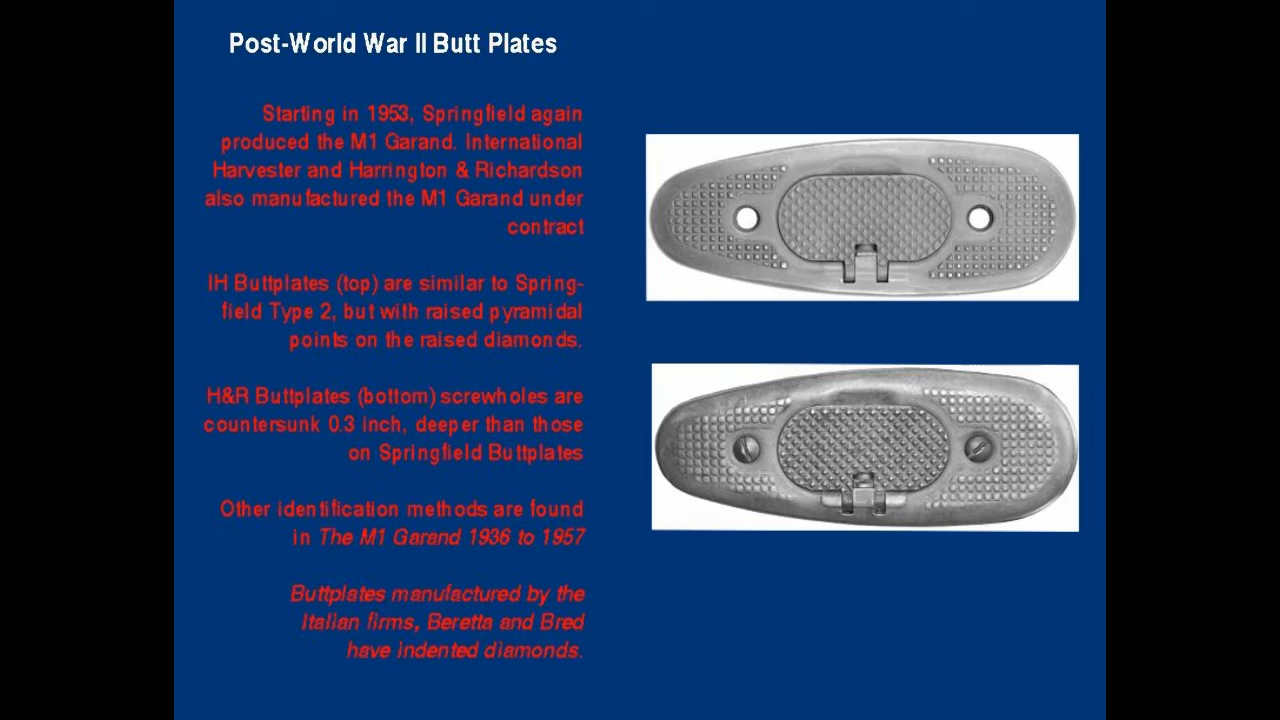 Post-World War II Butt Plates
Starting in 1953, Springfield again
produced the M1 Garand. International
Harvester and Harrington & Richardson
also manufactured the M1 Garand under
contract
IH Buttplates (top) are similar to Spring-
field Type 2, but with raised pyramidal
points on the raised diamonds.
H&R Buttplates (bottom) screwholes are
countersunk 0.3 inch, deeper than those
on Springfield Buttplates
Other identification methods are found
in The M1 Garand 1936 to 1957
Buttplates manufactured by the
Italian firms, Beretta and Bred
have indented diamonds.